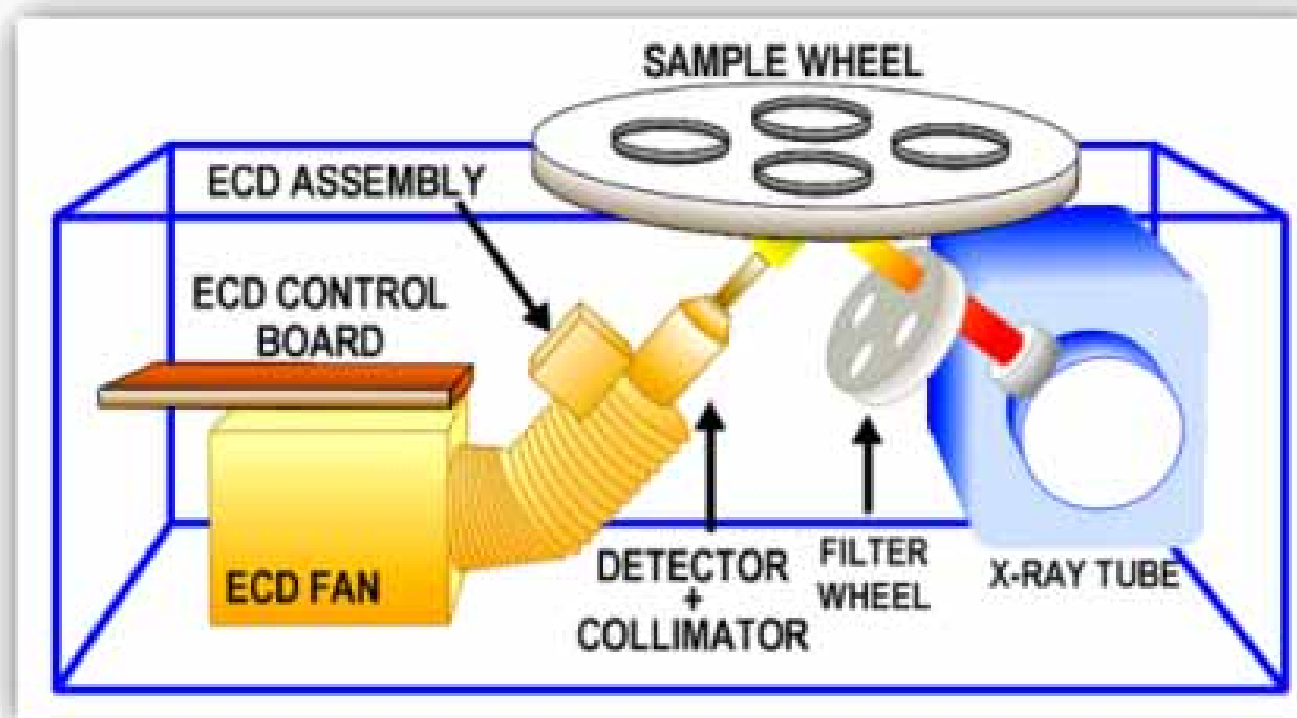 SAMPLE WHEEL
ECD ASSEMBLY
ECD CONTROL
BOARD
ECD FAN
DETECTOR
+
COLLIMATOR
FILTER
WHEEL
X-RAY TUBE